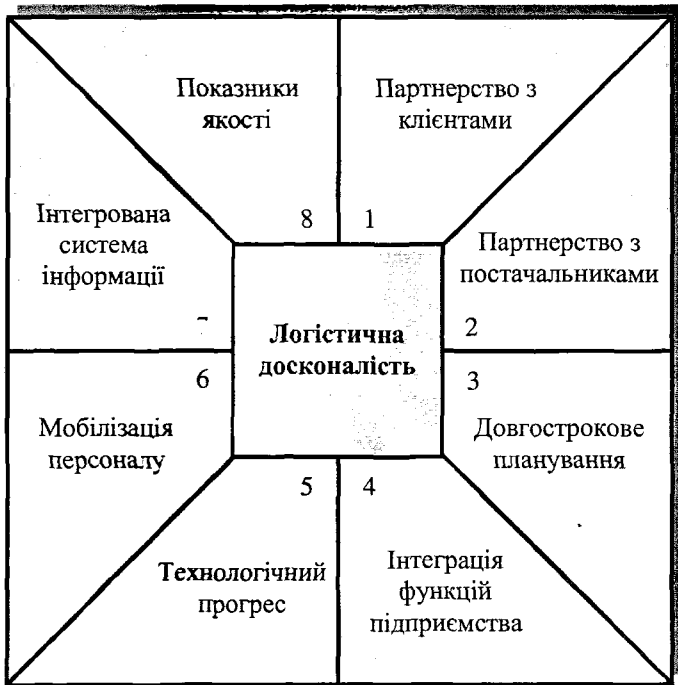 Показники
якості
8
Партнерство з
клієнтами
1
Партнерство з
постачальниками
2
3
Довгострокове
планування
4
Інтеграція
функцій
підприємства
5
Технологічний
прогрес
6
Мобілізація
персоналу
Інтегрована
система
інформації
Логістична
досконалість